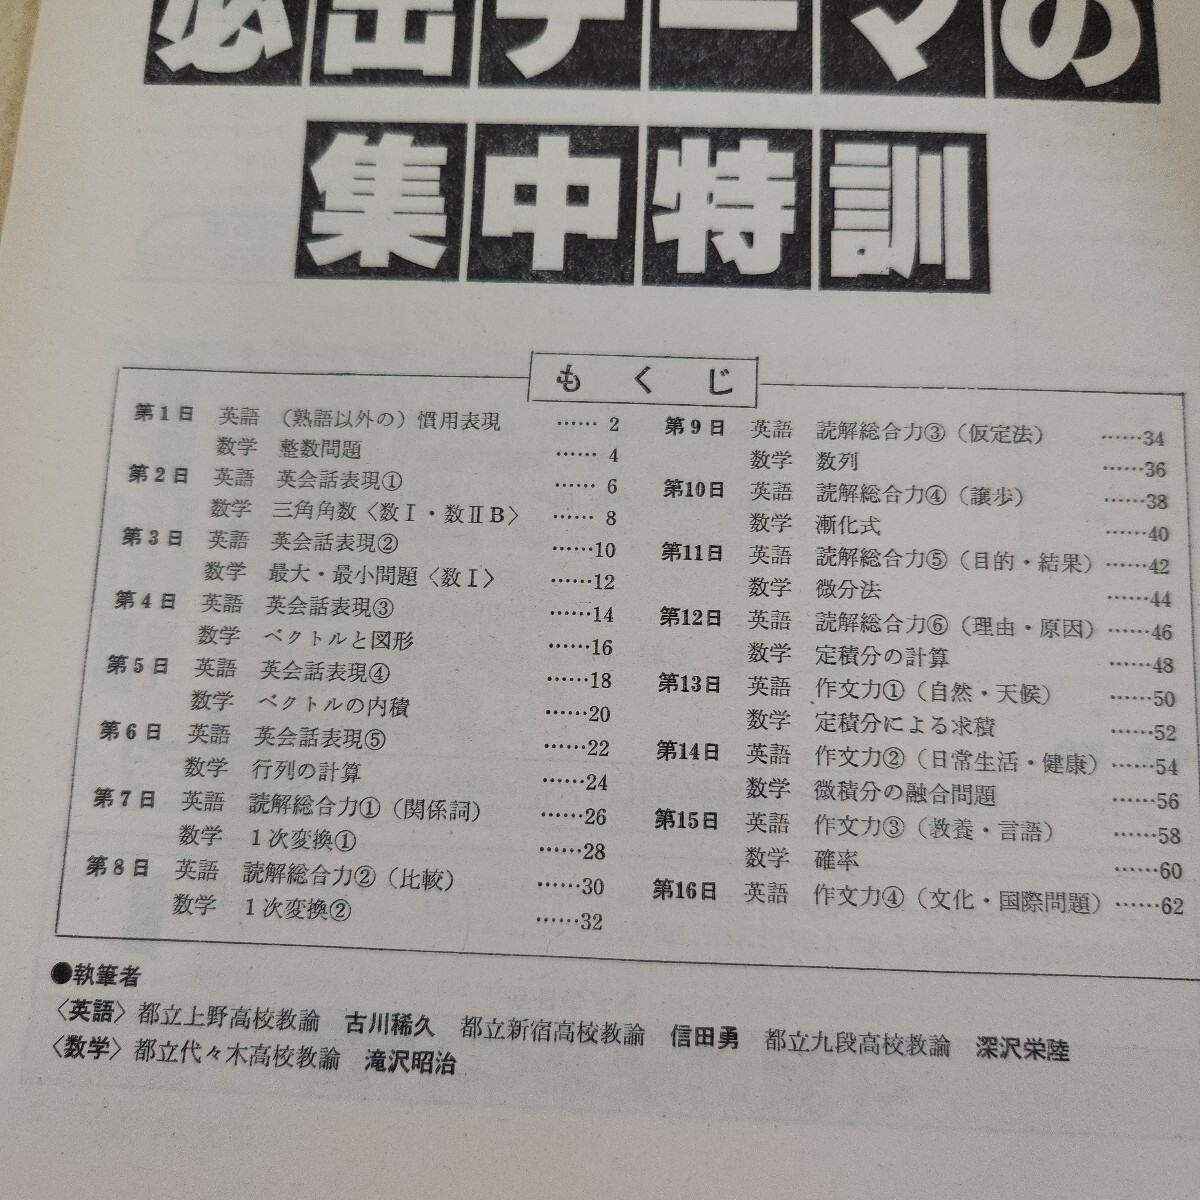 必出テーマの
集中特訓
もくじ
第1日 英語 (熟語以外の)慣用表現 ……2
数学 整数問題 ……4
第2日 英語 英会話表現① ……6
数学 三角角数〈数Ⅰ・数ⅡB〉 ……8
第3日 英語 英会話表現② ……10
数学 最大・最小問題〈数Ⅰ〉 ……12
第4日 英語 英会話表現③ ……14
数学 ベクトルと図形 ……16
第5日 英語 英会話表現④ ……18
数学 ベクトルの内積 ……20
第6日 英語 英会話表現⑤ ……22
数学 行列の計算 ……24
第7日 英語 読解総合力①(関係詞) ……26
数学 1次変換① ……28
第8日 英語 読解総合力②(比較) ……30
数学 1次変換② ……32
第9日 英語 読解総合力③(仮定法) ……34
数学 数列 ……36
第10日 英語 読解総合力④(譲歩) ……38
数学 漸化式 ……40
第11日 英語 読解総合力⑤(目的・結果) ……42
数学 微分法 ……44
第12日 英語 読解総合力⑥(理由・原因) ……46
数学 定積分の計算 ……48
第13日 英語 作文力①(自然・天候) ……50
数学 定積分による求積 ……52
第14日 英語 作文力②(日常生活・健康) ……54
数学 微積分の融合問題 ……56
第15日 英語 作文力③(教養・言語) ……58
数学 確率 ……60
第16日 英語 作文力④(文化・国際問題) ……62
●執筆者
〈英語〉都立上野高校教諭 古川稀久 都立新宿高校教諭 信田勇 都立九段高校教諭 深沢栄陸
〈数学〉都立代々木高校教諭 滝沢昭治